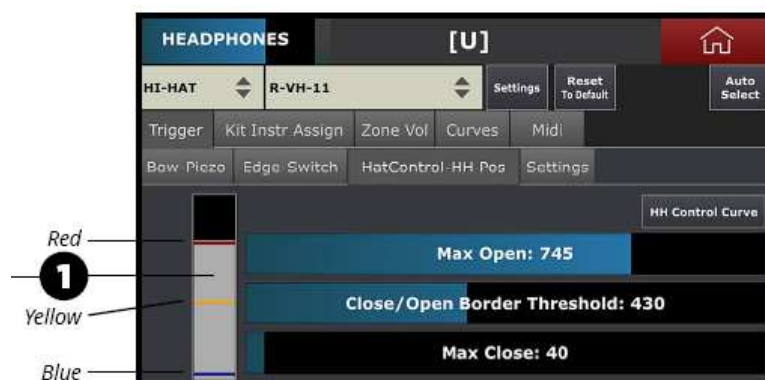 HEADPHONES [U]
HI-HAT R-VH-11 Settings Reset To Default Auto Select
Trigger Kit Instr Assign Zone Vol Curves Midi
Bow-Piezo Edge-Switch HatControl-HH Pos Settings
HH Control Curve
Red
Max Open: 745
1
Close/Open Border Threshold: 430
Yellow
Max Close: 40
Blue